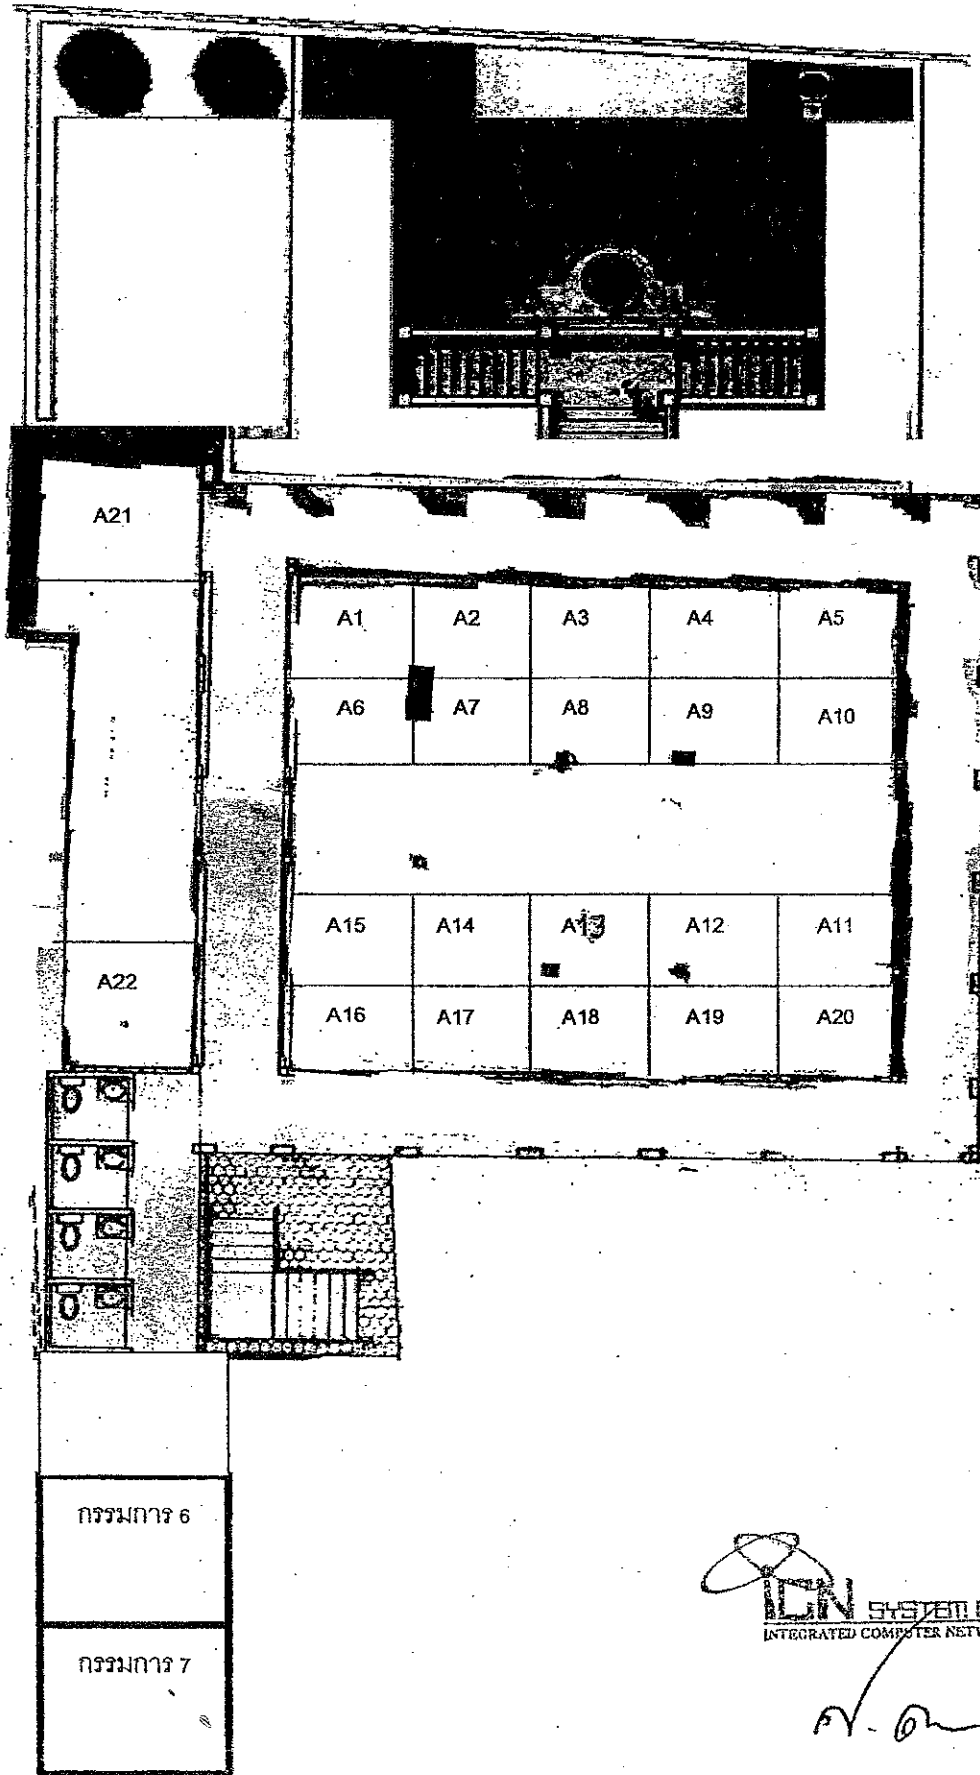 A21
A1 A2 A3 A4 A5
A6 A7 A8 A9 A10
A15 A14 A13 A12 A11
A22
A16 A17 A18 A19 A20
กรรมการ 6
กรรมการ 7
ICN SYSTEM
INTEGRATED COMPUTER